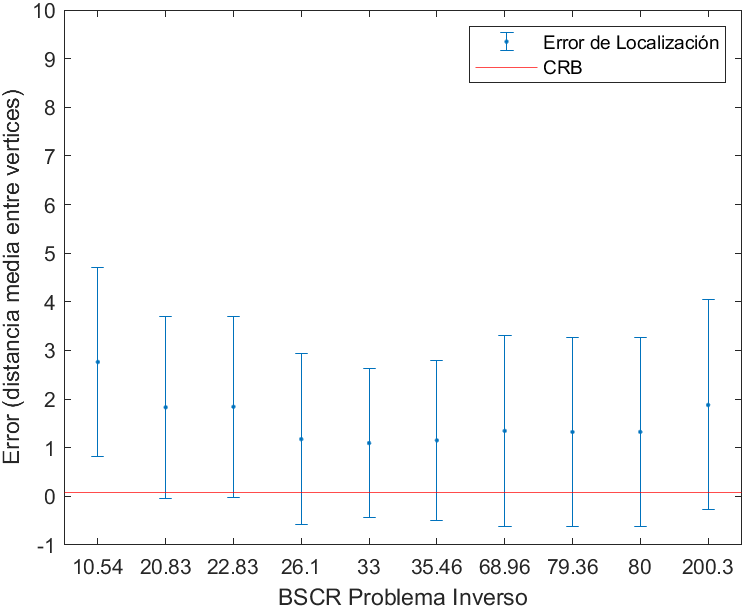 10
9
8
7
6
5
4
3
2
1
0
-1
Error (distancia media entre vertices)
Error de Localización
CRB
10.54 20.83 22.83 26.1 33 35.46 68.96 79.36 80 200.3
BSCR Problema Inverso